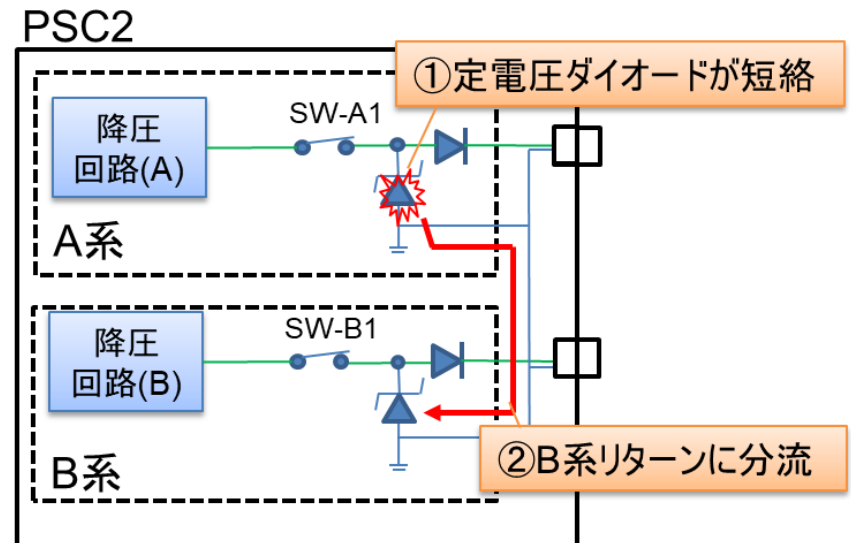 PSC2
①定電圧ダイオードが短絡
SW-A1
降圧
回路(A)
A系
SW-B1
降圧
回路(B)
②B系リターンに分流
B系